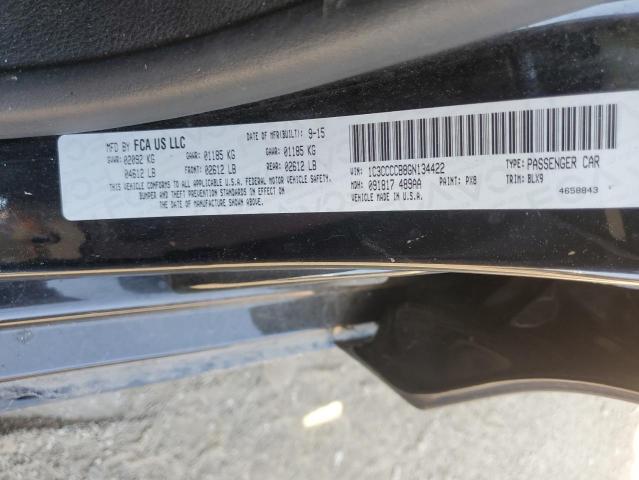 MFD BY FCA US LLC
DATE OF MFR(BUILT): 9-15
GVWR: 02092 KG GAWR: 01185 KG GAWR: 01185 KG
04612 LB FRONT: 02612 LB REAR: 02612 LB
THIS VEHICLE CONFORMS TO ALL APPLICABLE U.S.A. FEDERAL MOTOR VEHICLE SAFETY,
BUMPER AND THEFT PREVENTION STANDARDS IN EFFECT ON
THE DATE OF MANUFACTURE SHOWN ABOVE.
VIN: 1C3CCCCB8GN134422 TYPE: PASSENGER CAR
MDH: 091817 489AA PAINT: PX8 TRIM: BLX9
VEHICLE MADE IN U.S.A. 4658843